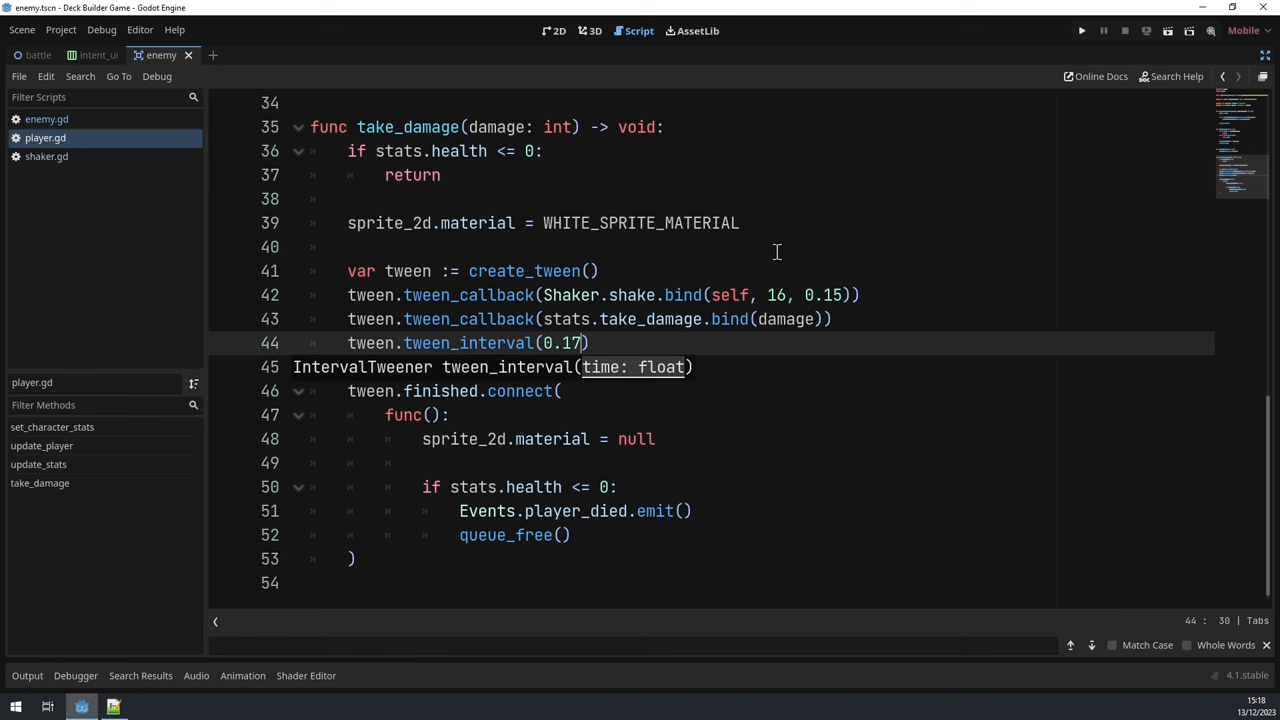 enemy.tscn - Deck Builder Game - Godot Engine
Scene Project Debug Editor Help
2D 3D Script AssetLib
Mobile
battle intent_ui enemy
File Edit Search Go To Debug
Online Docs Search Help
Filter Scripts
enemy.gd
player.gd
shaker.gd
player.gd
Filter Methods
set_character_stats
update_player
update_stats
take_damage
34
35 func take_damage(damage: int) -> void:
36 if stats.health <= 0:
37 return
38
39 sprite_2d.material = WHITE_SPRITE_MATERIAL
40
41 var tween := create_tween()
42 tween.tween_callback(Shaker.shake.bind(self, 16, 0.15))
43 tween.tween_callback(stats.take_damage.bind(damage))
44 tween.tween_interval(0.17)
45 IntervalTweener tween_interval(time: float)
46 tween.finished.connect(
47 func():
48 sprite_2d.material = null
49
50 if stats.health <= 0:
51 Events.player_died.emit()
52 queue_free()
53 )
54
44 : 30 | Tabs
Match Case Whole Words
Output Debugger Search Results Audio Animation Shader Editor
4.1.stable
15:18
13/12/2023